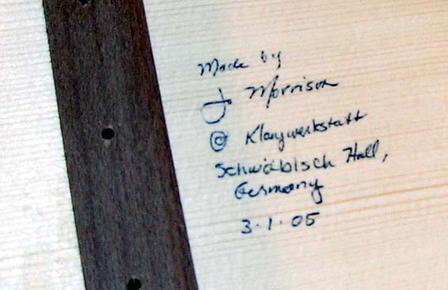 Made by
J. Morrison
@ Klangwerkstatt
Schwäbisch Hall,
Germany
3.1.05